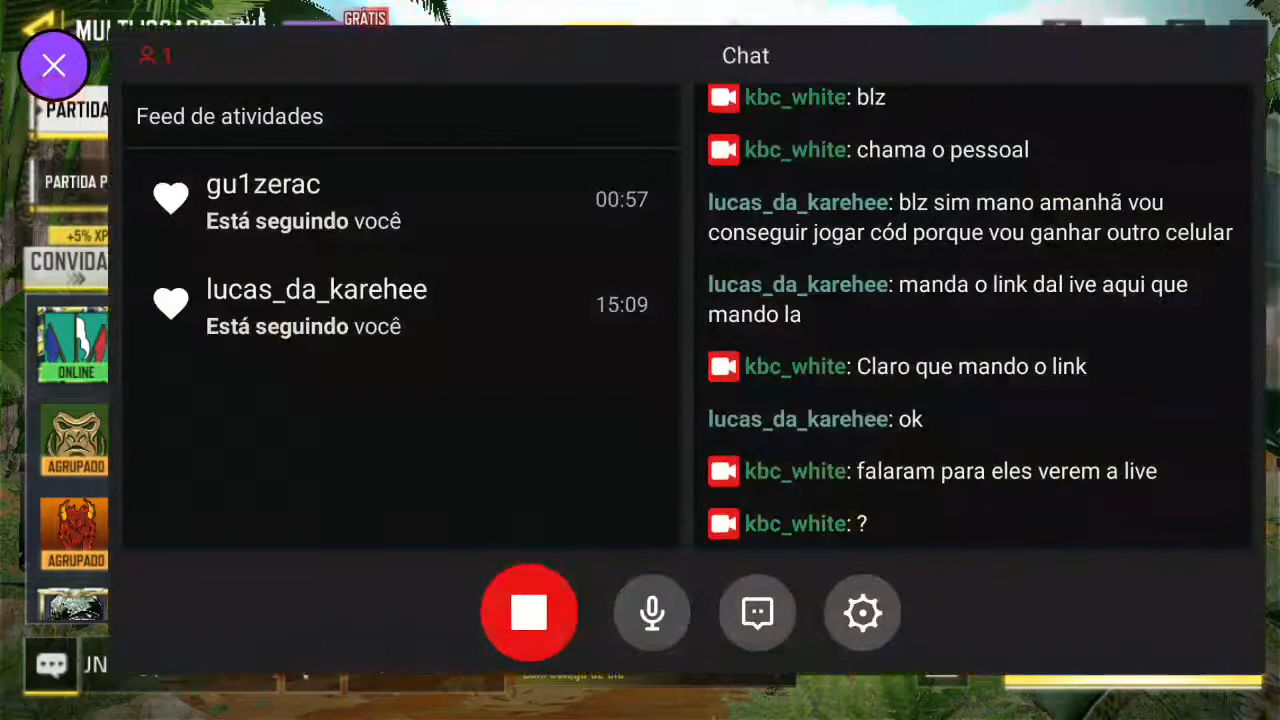 GRÁTIS
PARTIDA
PARTIDA P
+5% XP
CONVIDA
ONLINE
AGRUPADO
AGRUPADO
JN
1
Feed de atividades
gu1zerac
Está seguindo você
00:57
lucas_da_karehee
Está seguindo você
15:09
Chat
kbc_white: blz
kbc_white: chama o pessoal
lucas_da_karehee: blz sim mano amanhã vou
conseguir jogar cód porque vou ganhar outro celular
lucas_da_karehee: manda o link dal ive aqui que
mando la
kbc_white: Claro que mando o link
lucas_da_karehee: ok
kbc_white: falaram para eles verem a live
kbc_white: ?